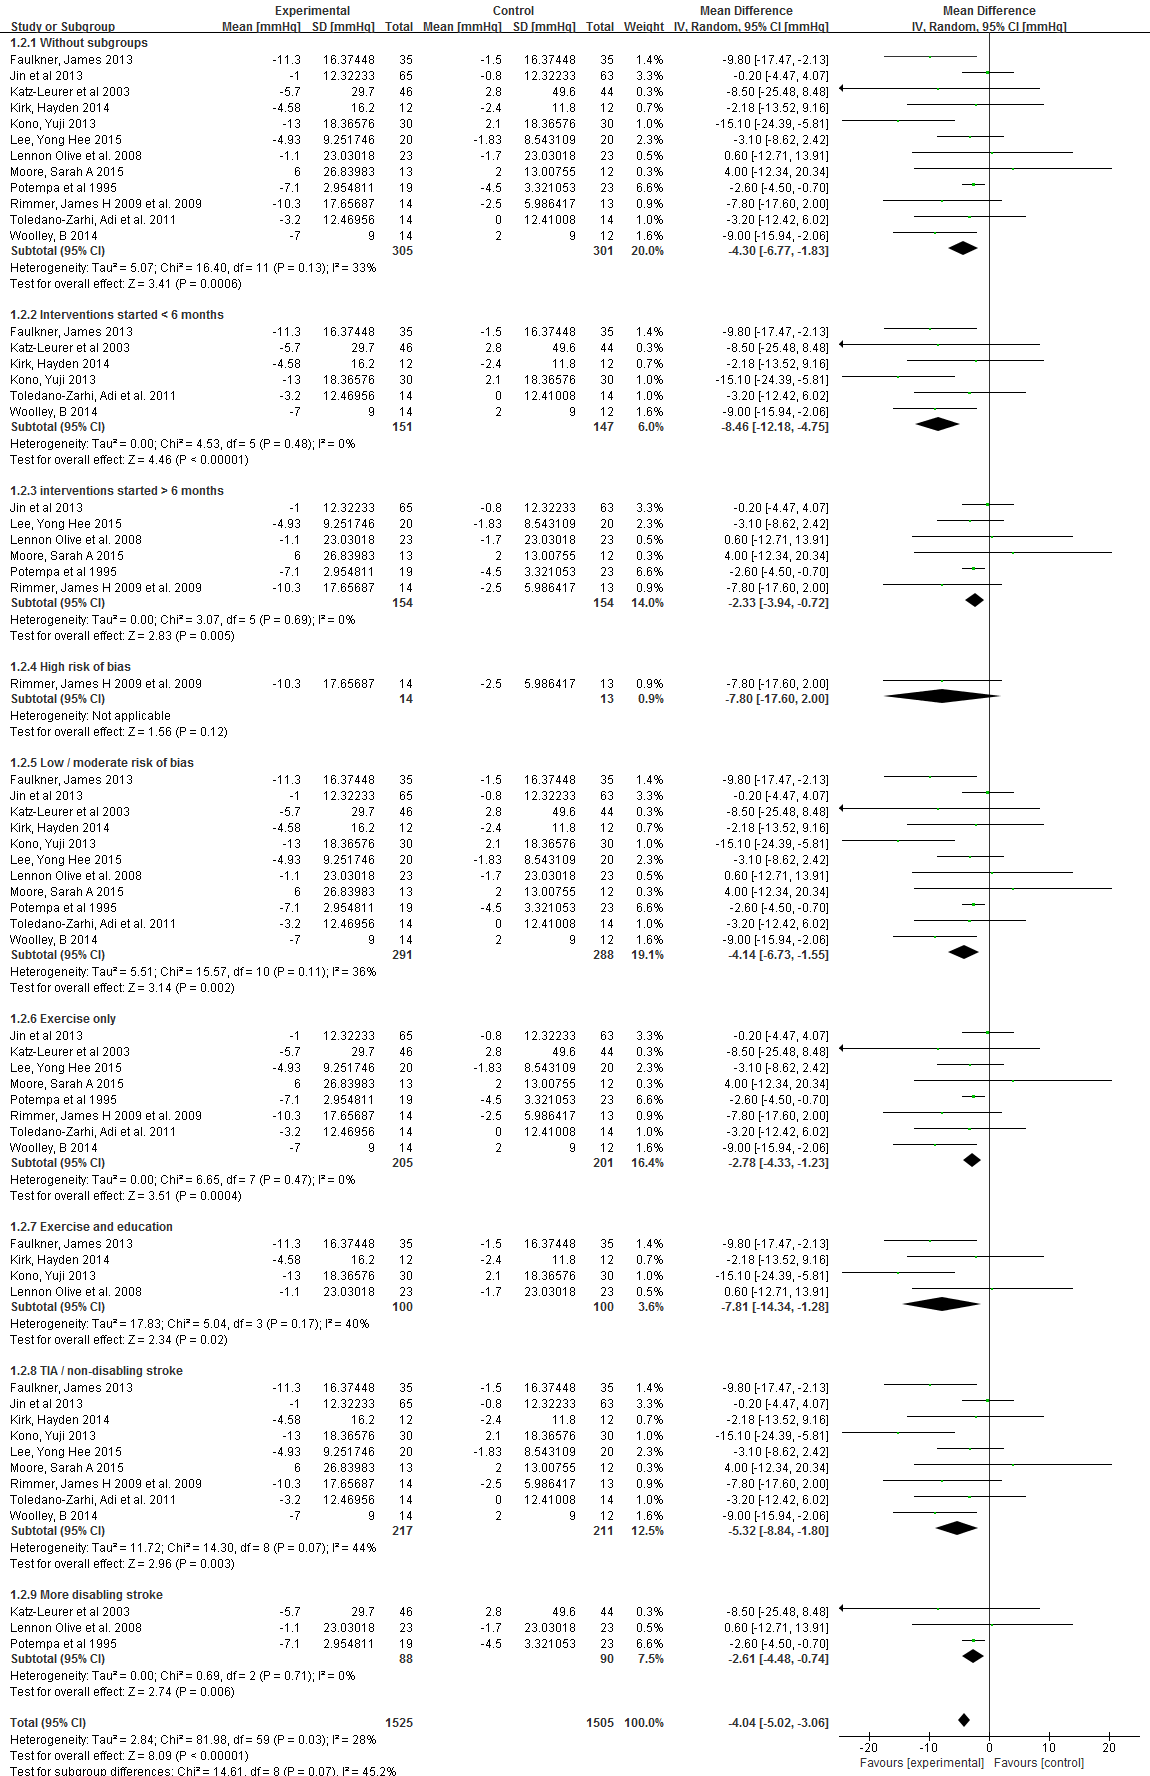 Experimental Control Mean Difference Mean Difference
Study or Subgroup Mean [mmHg] SD [mmHg] Total Mean [mmHg] SD [mmHg] Total Weight IV, Random, 95% CI [mmHg] IV, Random, 95% CI [mmHg]
1.2.1 Without subgroups
Faulkner, James 2013 -11.3 16.37448 35 -1.5 16.37448 35 1.4% -9.80 [-17.47, -2.13]
Jin et al 2013 -1 12.32233 65 -0.8 12.32233 63 3.3% -0.20 [-4.47, 4.07]
Katz-Leurer et al 2003 -5.7 29.7 46 2.8 49.6 44 0.3% -8.50 [-25.48, 8.48]
Kirk, Hayden 2014 -4.58 16.2 12 -2.4 11.8 12 0.7% -2.18 [-13.52, 9.16]
Kono, Yuji 2013 -13 18.36576 30 2.1 18.36576 30 1.0% -15.10 [-24.39, -5.81]
Lee, Yong Hee 2015 -4.93 9.251746 20 -1.83 8.543109 20 2.3% -3.10 [-8.62, 2.42]
Lennon Olive et al. 2008 -1.1 23.03018 23 -1.7 23.03018 23 0.5% 0.60 [-12.71, 13.91]
Moore, Sarah A 2015 6 26.83983 13 2 13.00755 12 0.4% 4.00 [-12.34, 20.34]
Potempa et al 1995 -7.1 2.954811 19 -4.5 3.321053 23 6.6% -2.60 [-4.50, -0.70]
Rimmer, James H 2009 et al. 2009 -10.3 17.65687 14 -2.5 5.986417 13 0.9% -7.80 [-17.60, 2.00]
Toledano-Zarhi, Adi et al. 2011 -3.2 12.46956 14 0 12.41008 14 1.0% -3.20 [-12.42, 6.02]
Woolley, B 2014 -7 9 14 2 9 12 1.6% -9.00 [-15.94, -2.06]
Subtotal (95% CI) 305 301 20.0% -4.30 [-6.77, -1.83]
Heterogeneity: Tau² = 5.07; Chi² = 16.40, df = 11 (P = 0.13); I² = 33%
Test for overall effect: Z = 3.41 (P = 0.0006)
1.2.2 Interventions started < 6 months
Faulkner, James 2013 -11.3 16.37448 35 -1.5 16.37448 35 1.4% -9.80 [-17.47, -2.13]
Katz-Leurer et al 2003 -5.7 29.7 46 2.8 49.6 44 0.3% -8.50 [-25.48, 8.48]
Kirk, Hayden 2014 -4.58 16.2 12 -2.4 11.8 12 0.7% -2.18 [-13.52, 9.16]
Kono, Yuji 2013 -13 18.36576 30 2.1 18.36576 30 1.0% -15.10 [-24.39, -5.81]
Toledano-Zarhi, Adi et al. 2011 -3.2 12.46956 14 0 12.41008 14 1.0% -3.20 [-12.42, 6.02]
Woolley, B 2014 -7 9 14 2 9 12 1.6% -9.00 [-15.94, -2.06]
Subtotal (95% CI) 151 147 6.0% -8.46 [-12.18, -4.75]
Heterogeneity: Tau² = 0.00; Chi² = 4.53, df = 5 (P = 0.48); I² = 0%
Test for overall effect: Z = 4.46 (P < 0.00001)
1.2.3 interventions started > 6 months
Jin et al 2013 -1 12.32233 65 -0.8 12.32233 63 3.3% -0.20 [-4.47, 4.07]
Lee, Yong Hee 2015 -4.93 9.251746 20 -1.83 8.543109 20 2.3% -3.10 [-8.62, 2.42]
Lennon Olive et al. 2008 -1.1 23.03018 23 -1.7 23.03018 23 0.5% 0.60 [-12.71, 13.91]
Moore, Sarah A 2015 6 26.83983 13 2 13.00755 12 0.4% 4.00 [-12.34, 20.34]
Potempa et al 1995 -7.1 2.954811 19 -4.5 3.321053 23 6.6% -2.60 [-4.50, -0.70]
Rimmer, James H 2009 et al. 2009 -10.3 17.65687 14 -2.5 5.986417 13 0.9% -7.80 [-17.60, 2.00]
Subtotal (95% CI) 154 154 14.0% -2.33 [-3.94, -0.72]
Heterogeneity: Tau² = 0.00; Chi² = 3.07, df = 5 (P = 0.69); I² = 0%
Test for overall effect: Z = 2.83 (P = 0.005)
1.2.4 High risk of bias
Rimmer, James H 2009 et al. 2009 -10.3 17.65687 14 -2.5 5.986417 13 0.9% -7.80 [-17.60, 2.00]
Subtotal (95% CI) 14 13 0.9% -7.80 [-17.60, 2.00]
Heterogeneity: Not applicable
Test for overall effect: Z = 1.56 (P = 0.12)
1.2.5 Low / moderate risk of bias
Faulkner, James 2013 -11.3 16.37448 35 -1.5 16.37448 35 1.4% -9.80 [-17.47, -2.13]
Jin et al 2013 -1 12.32233 65 -0.8 12.32233 63 3.3% -0.20 [-4.47, 4.07]
Katz-Leurer et al 2003 -5.7 29.7 46 2.8 49.6 44 0.3% -8.50 [-25.48, 8.48]
Kirk, Hayden 2014 -4.58 16.2 12 -2.4 11.8 12 0.7% -2.18 [-13.52, 9.16]
Kono, Yuji 2013 -13 18.36576 30 2.1 18.36576 30 1.0% -15.10 [-24.39, -5.81]
Lee, Yong Hee 2015 -4.93 9.251746 20 -1.83 8.543109 20 2.3% -3.10 [-8.62, 2.42]
Lennon Olive et al. 2008 -1.1 23.03018 23 -1.7 23.03018 23 0.5% 0.60 [-12.71, 13.91]
Moore, Sarah A 2015 6 26.83983 13 2 13.00755 12 0.4% 4.00 [-12.34, 20.34]
Potempa et al 1995 -7.1 2.954811 19 -4.5 3.321053 23 6.6% -2.60 [-4.50, -0.70]
Toledano-Zarhi, Adi et al. 2011 -3.2 12.46956 14 0 12.41008 14 1.0% -3.20 [-12.42, 6.02]
Woolley, B 2014 -7 9 14 2 9 12 1.6% -9.00 [-15.94, -2.06]
Subtotal (95% CI) 291 288 19.1% -4.14 [-6.73, -1.55]
Heterogeneity: Tau² = 5.51; Chi² = 15.57, df = 10 (P = 0.11); I² = 36%
Test for overall effect: Z = 3.14 (P = 0.002)
1.2.6 Exercise only
Jin et al 2013 -1 12.32233 65 -0.8 12.32233 63 3.3% -0.20 [-4.47, 4.07]
Katz-Leurer et al 2003 -5.7 29.7 46 2.8 49.6 44 0.3% -8.50 [-25.48, 8.48]
Lee, Yong Hee 2015 -4.93 9.251746 20 -1.83 8.543109 20 2.3% -3.10 [-8.62, 2.42]
Moore, Sarah A 2015 6 26.83983 13 2 13.00755 12 0.4% 4.00 [-12.34, 20.34]
Potempa et al 1995 -7.1 2.954811 19 -4.5 3.321053 23 6.6% -2.60 [-4.50, -0.70]
Rimmer, James H 2009 et al. 2009 -10.3 17.65687 14 -2.5 5.986417 13 0.9% -7.80 [-17.60, 2.00]
Toledano-Zarhi, Adi et al. 2011 -3.2 12.46956 14 0 12.41008 14 1.0% -3.20 [-12.42, 6.02]
Woolley, B 2014 -7 9 14 2 9 12 1.6% -9.00 [-15.94, -2.06]
Subtotal (95% CI) 205 201 16.4% -2.78 [-4.33, -1.23]
Heterogeneity: Tau² = 0.00; Chi² = 6.65, df = 7 (P = 0.47); I² = 0%
Test for overall effect: Z = 3.51 (P = 0.0004)
1.2.7 Exercise and education
Faulkner, James 2013 -11.3 16.37448 35 -1.5 16.37448 35 1.4% -9.80 [-17.47, -2.13]
Kirk, Hayden 2014 -4.58 16.2 12 -2.4 11.8 12 0.7% -2.18 [-13.52, 9.16]
Kono, Yuji 2013 -13 18.36576 30 2.1 18.36576 30 1.0% -15.10 [-24.39, -5.81]
Lennon Olive et al. 2008 -1.1 23.03018 23 -1.7 23.03018 23 0.5% 0.60 [-12.71, 13.91]
Subtotal (95% CI) 100 100 3.6% -7.81 [-14.34, -1.28]
Heterogeneity: Tau² = 17.83; Chi² = 5.04, df = 3 (P = 0.17); I² = 40%
Test for overall effect: Z = 2.34 (P = 0.02)
1.2.8 TIA / non-disabling stroke
Faulkner, James 2013 -11.3 16.37448 35 -1.5 16.37448 35 1.4% -9.80 [-17.47, -2.13]
Jin et al 2013 -1 12.32233 65 -0.8 12.32233 63 3.3% -0.20 [-4.47, 4.07]
Kirk, Hayden 2014 -4.58 16.2 12 -2.4 11.8 12 0.7% -2.18 [-13.52, 9.16]
Kono, Yuji 2013 -13 18.36576 30 2.1 18.36576 30 1.0% -15.10 [-24.39, -5.81]
Lee, Yong Hee 2015 -4.93 9.251746 20 -1.83 8.543109 20 2.3% -3.10 [-8.62, 2.42]
Moore, Sarah A 2015 6 26.83983 13 2 13.00755 12 0.4% 4.00 [-12.34, 20.34]
Rimmer, James H 2009 et al. 2009 -10.3 17.65687 14 -2.5 5.986417 13 0.9% -7.80 [-17.60, 2.00]
Toledano-Zarhi, Adi et al. 2011 -3.2 12.46956 14 0 12.41008 14 1.0% -3.20 [-12.42, 6.02]
Woolley, B 2014 -7 9 14 2 9 12 1.6% -9.00 [-15.94, -2.06]
Subtotal (95% CI) 217 211 12.5% -5.32 [-8.84, -1.80]
Heterogeneity: Tau² = 11.72; Chi² = 14.30, df = 8 (P = 0.07); I² = 44%
Test for overall effect: Z = 2.96 (P = 0.003)
1.2.9 More disabling stroke
Katz-Leurer et al 2003 -5.7 29.7 46 2.8 49.6 44 0.3% -8.50 [-25.48, 8.48]
Lennon Olive et al. 2008 -1.1 23.03018 23 -1.7 23.03018 23 0.5% 0.60 [-12.71, 13.91]
Potempa et al 1995 -7.1 2.954811 19 -4.5 3.321053 23 6.6% -2.60 [-4.50, -0.70]
Subtotal (95% CI) 88 90 7.5% -2.61 [-4.48, -0.74]
Heterogeneity: Tau² = 0.00; Chi² = 0.69, df = 2 (P = 0.71); I² = 0%
Test for overall effect: Z = 2.74 (P = 0.006)
Total (95% CI) 1525 1505 100.0% -4.04 [-5.02, -3.06]
Heterogeneity: Tau² = 2.84; Chi² = 81.98, df = 59 (P = 0.03); I² = 28%
Test for overall effect: Z = 8.09 (P < 0.00001)
Test for subgroup differences: Chi² = 14.61, df = 8 (P = 0.07), I² = 45.2%
-20 -10 0 10 20
Favours [experimental] Favours [control]